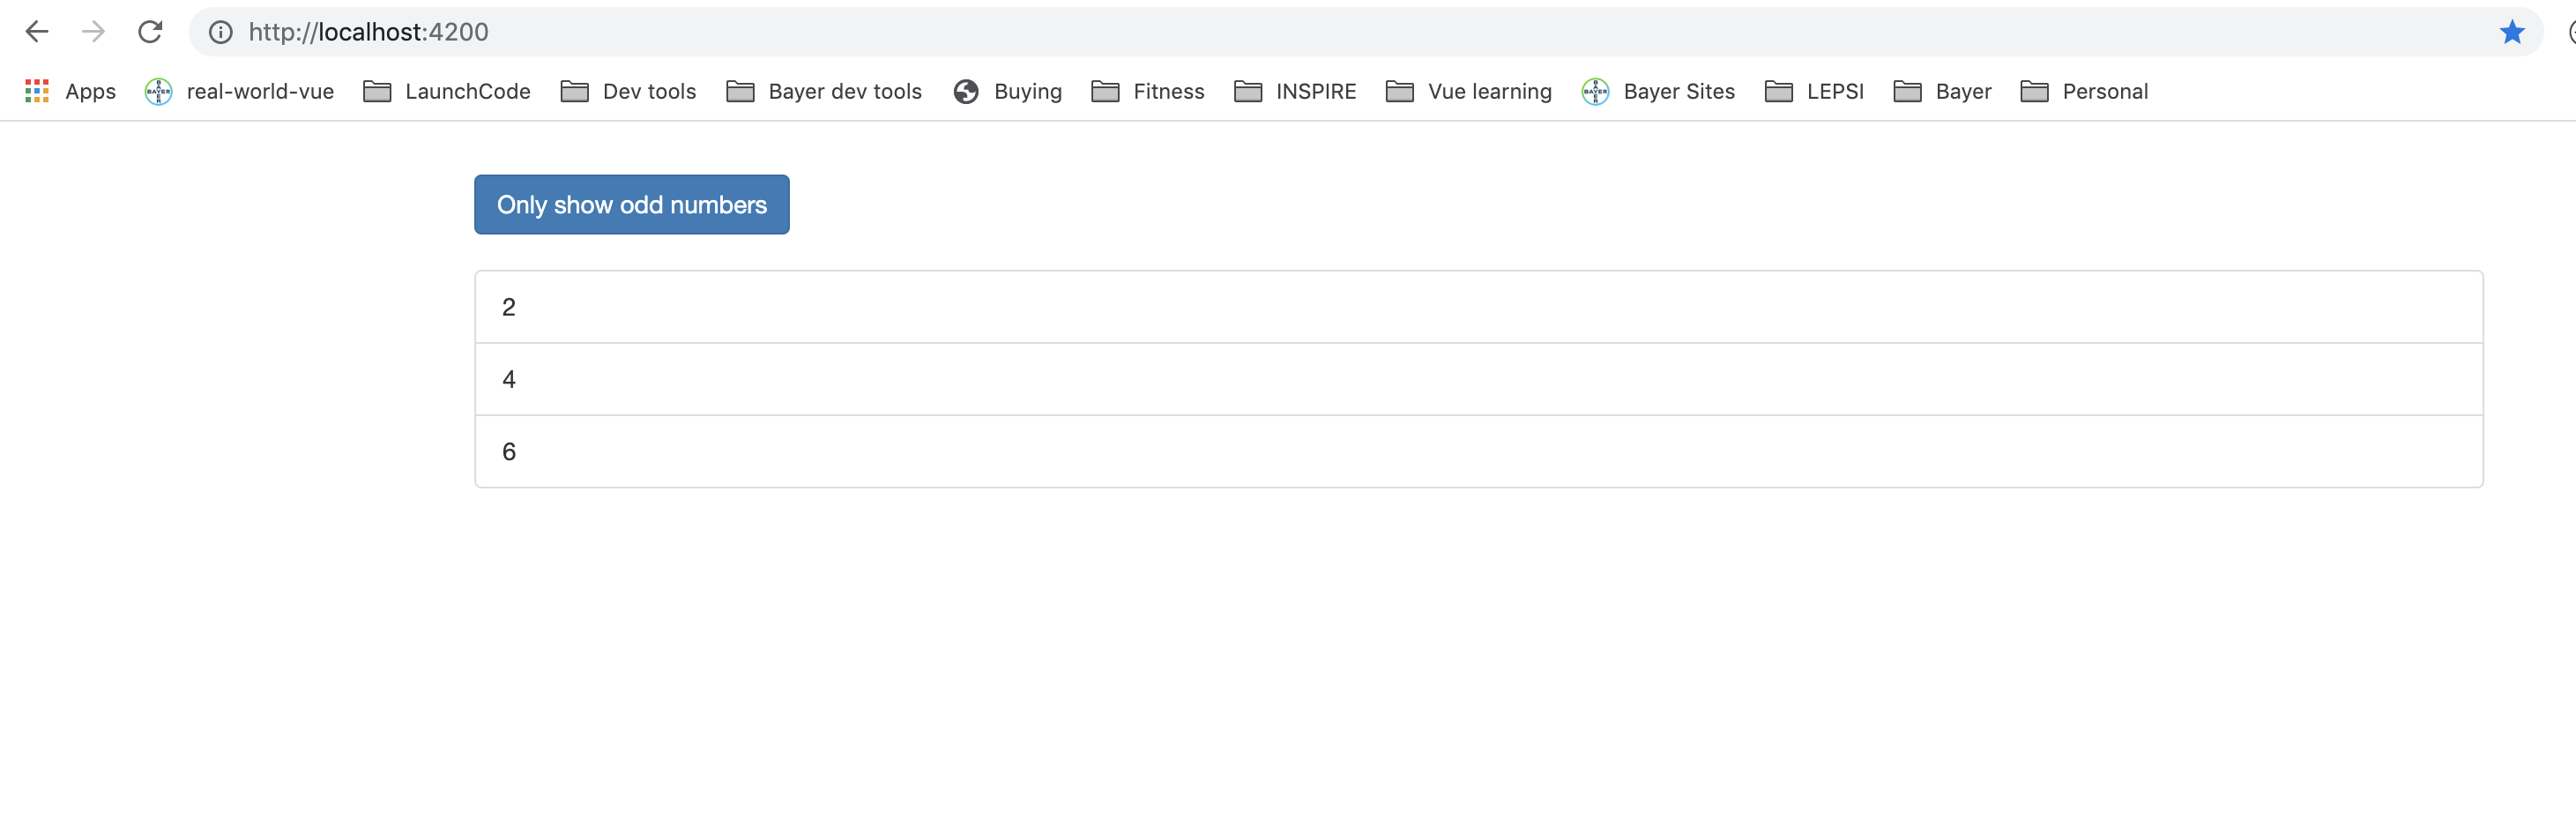 http://localhost:4200
Apps real-world-vue LaunchCode Dev tools Bayer dev tools Buying Fitness INSPIRE Vue learning Bayer Sites LEPSI Bayer Personal
Only show odd numbers
2
4
6